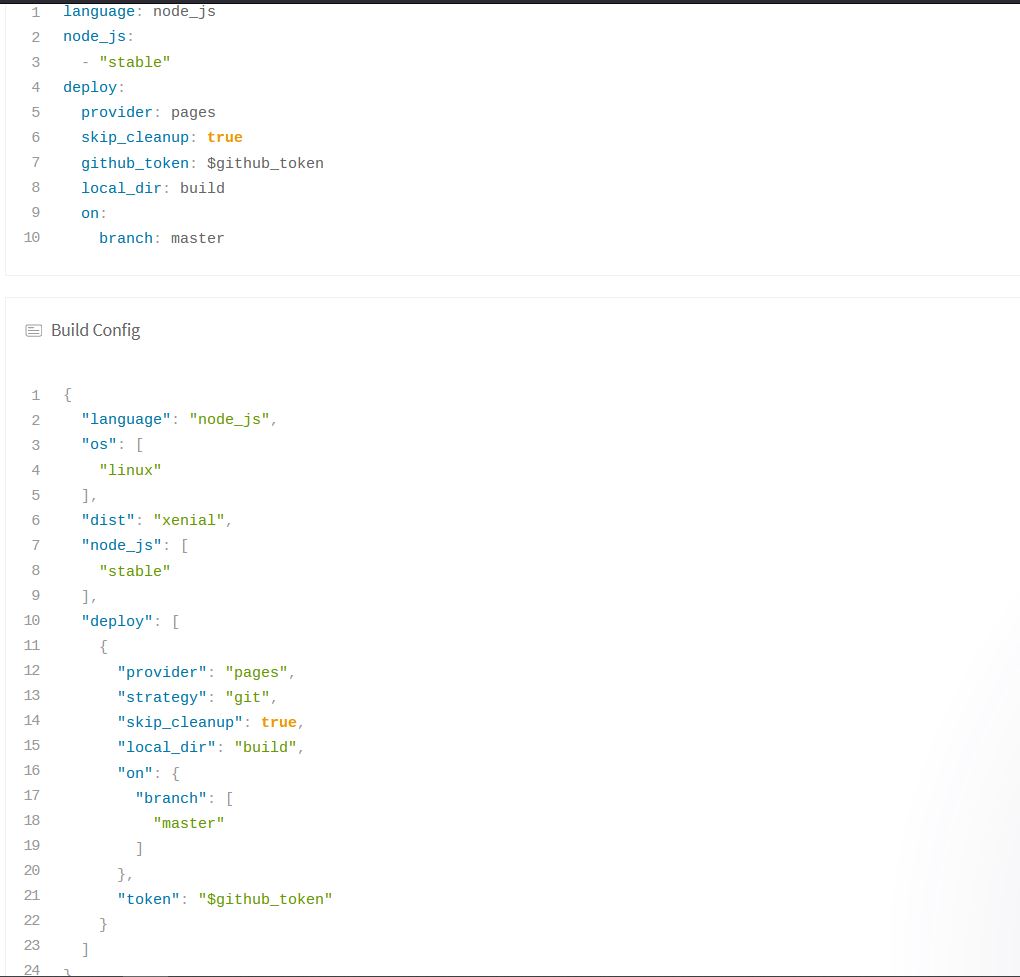 1 language: node_js
2 node_js:
3   - "stable"
4 deploy:
5   provider: pages
6   skip_cleanup: true
7   github_token: $github_token
8   local_dir: build
9   on:
10     branch: master
Build Config
1 {
2   "language": "node_js",
3   "os": [
4     "linux"
5   ],
6   "dist": "xenial",
7   "node_js": [
8     "stable"
9   ],
10   "deploy": [
11     {
12       "provider": "pages",
13       "strategy": "git",
14       "skip_cleanup": true,
15       "local_dir": "build",
16       "on": {
17         "branch": [
18           "master"
19         ]
20       },
21       "token": "$github_token"
22     }
23   ]
24 }